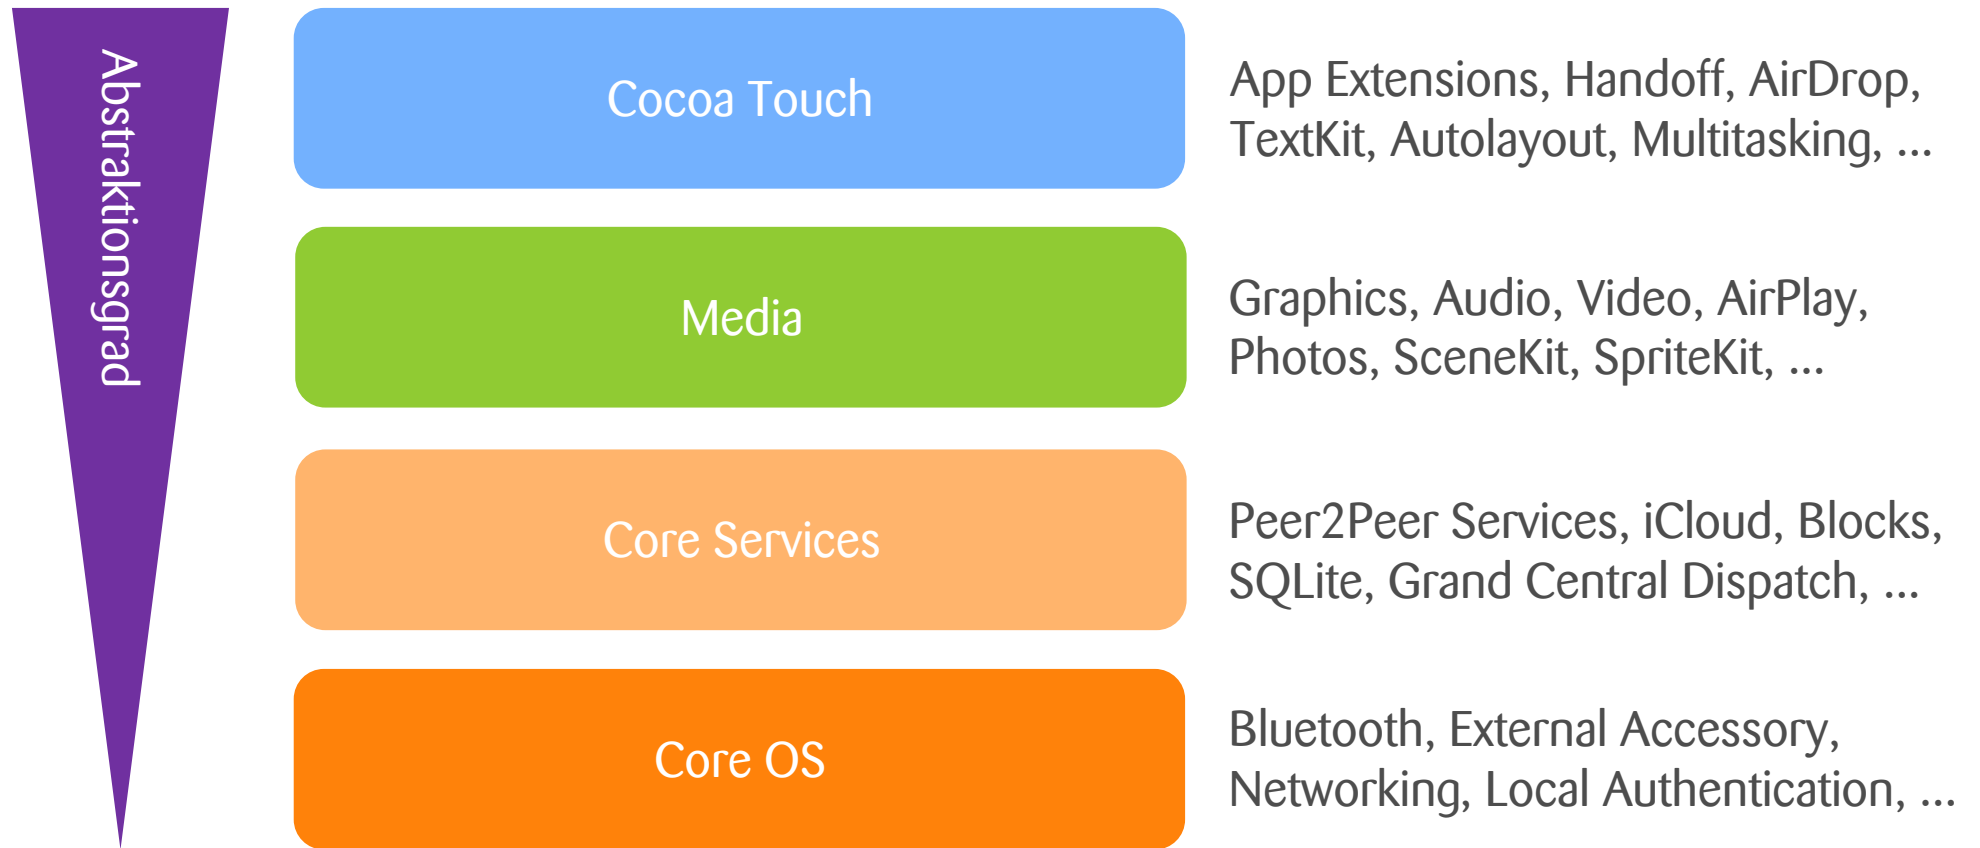 Abstraktionsgrad
Cocoa Touch
App Extensions, Handoff, AirDrop,
TextKit, Autolayout, Multitasking, ...
Media
Graphics, Audio, Video, AirPlay,
Photos, SceneKit, SpriteKit, ...
Core Services
Peer2Peer Services, iCloud, Blocks,
SQLite, Grand Central Dispatch, ...
Core OS
Bluetooth, External Accessory,
Networking, Local Authentication, ...